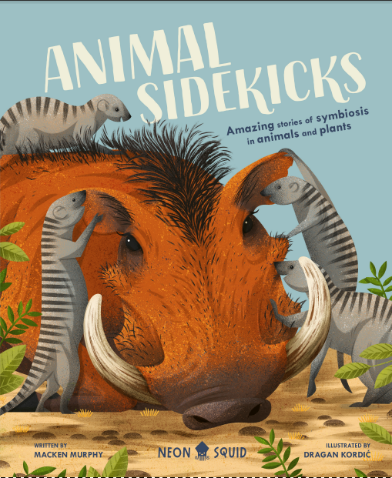 ANIMAL
SIDEKICKS
Amazing stories of symbiosis
in animals and plants
WRITTEN BY
MACKEN MURPHY
NEON SQUID
ILLUSTRATED BY
DRAGAN KORDIĆ